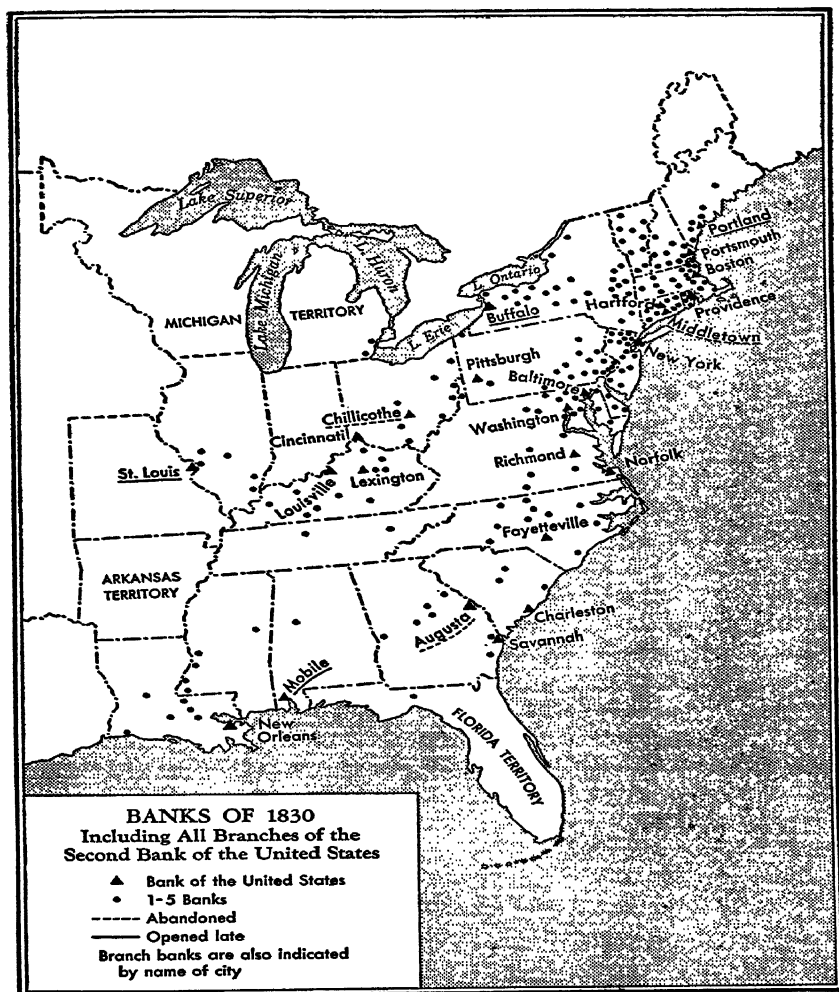 Lake Superior
Lake Michigan
L. Huron
L. Ontario
L. Erie
MICHIGAN TERRITORY
Portland
Portsmouth
Boston
Hartford
Providence
Buffalo
Middletown
New York
Pittsburgh
Baltimore
Chillicothe
Washington
Cincinnati
St. Louis
Richmond
Norfolk
Louisville
Lexington
Fayetteville
ARKANSAS
TERRITORY
Augusta
Charleston
Savannah
Mobile
New
Orleans
FLORIDA TERRITORY
BANKS OF 1830
Including All Branches of the
Second Bank of the United States
Bank of the United States
1-5 Banks
Abandoned
Opened late
Branch banks are also indicated
by name of city